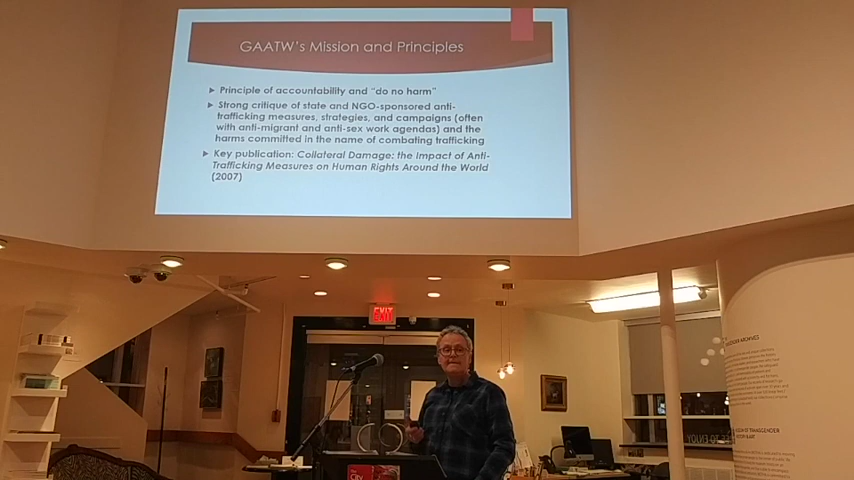 GAATW's Mission and Principles
Principle of accountability and "do no harm"
Strong critique of state and NGO-sponsored anti-
trafficking measures, strategies, and campaigns (often
with anti-migrant and anti-sex work agendas) and the
harms committed in the name of combating trafficking
Key publication: Collateral Damage: the Impact of Anti-
Trafficking Measures on Human Rights Around the World
(2007)
EXIT
ARCHIVES
OF TRANSGENDER